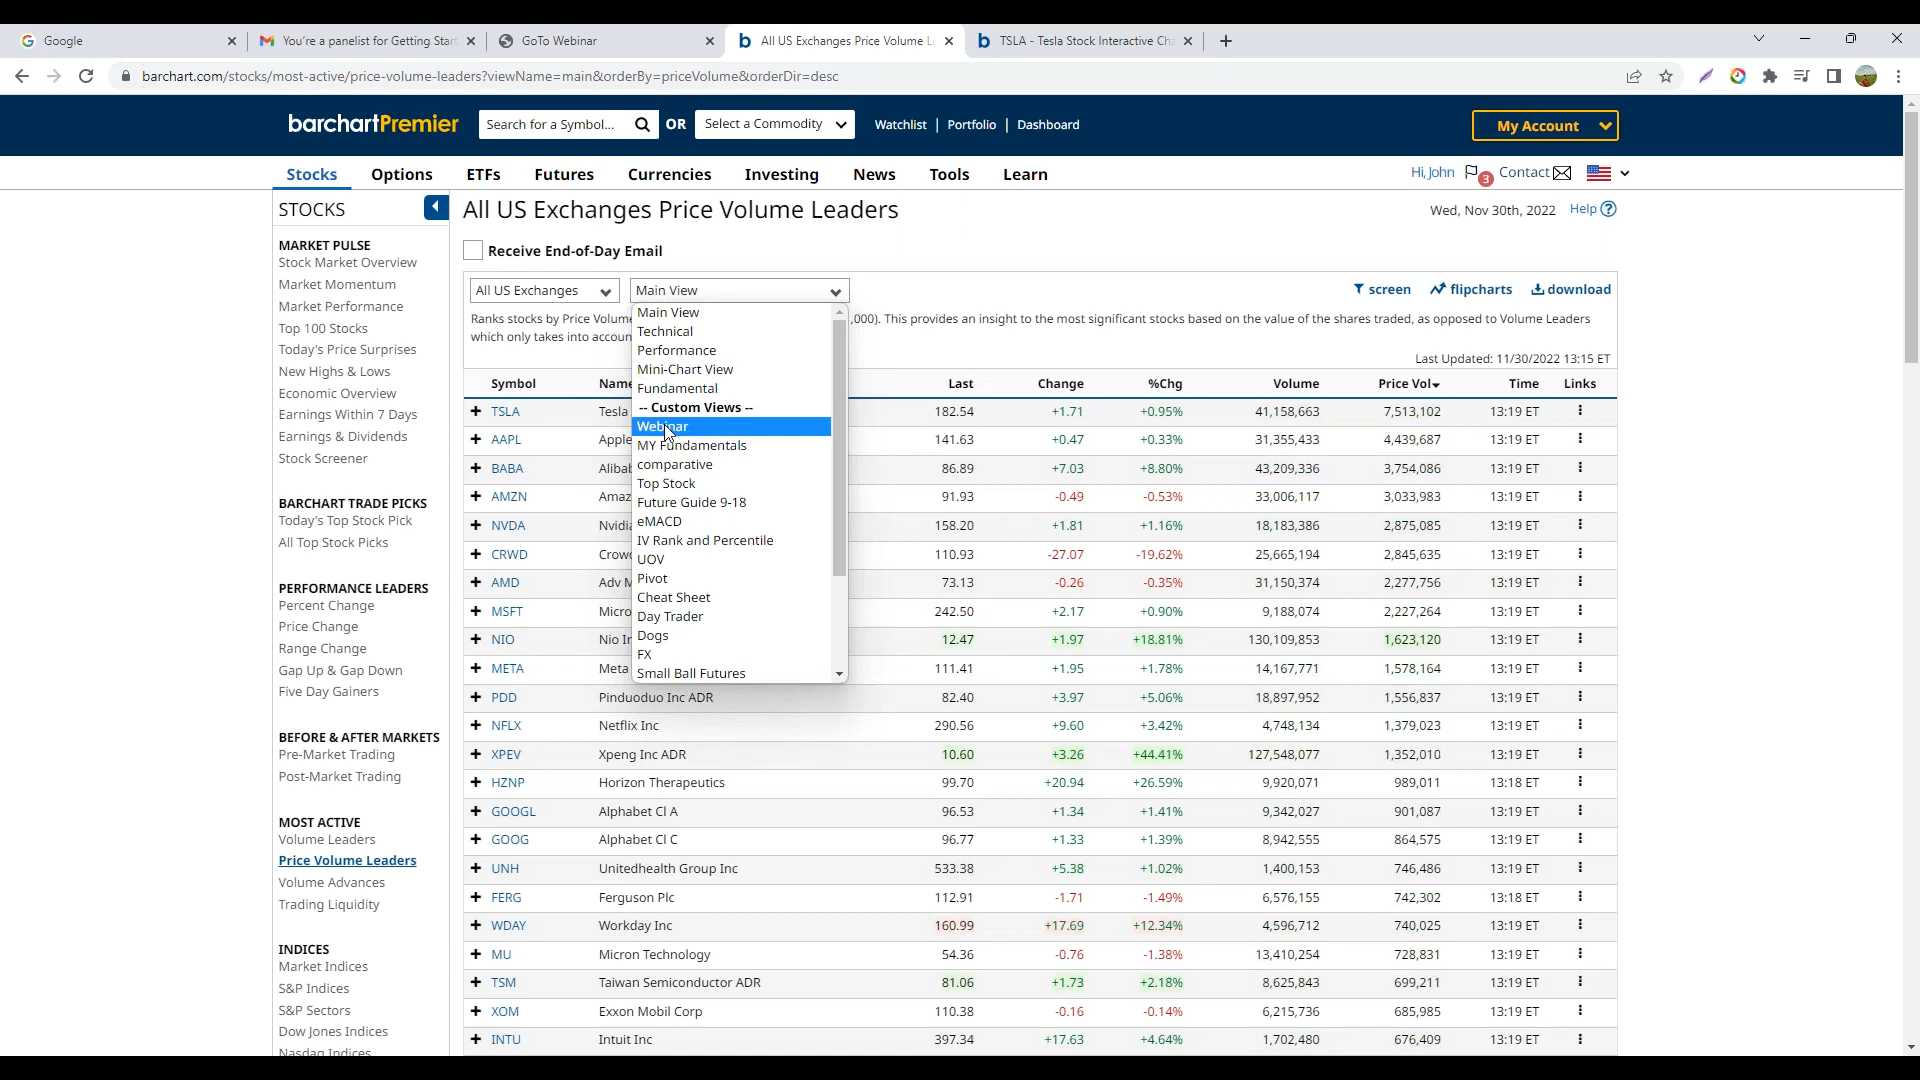 Google
You're a panelist for Getting Star
GoTo Webinar
All US Exchanges Price Volume L
TSLA - Tesla Stock Interactive Ch
barchart.com/stocks/most-active/price-volume-leaders?viewName=main&orderBy=priceVolume&orderDir=desc
barchartPremier
Search for a Symbol...
OR
Select a Commodity
Watchlist | Portfolio | Dashboard
My Account
Stocks Options ETFs Futures Currencies Investing News Tools Learn
Hi, John 3 Contact
STOCKS
MARKET PULSE
Stock Market Overview
Market Momentum
Market Performance
Top 100 Stocks
Today's Price Surprises
New Highs & Lows
Economic Overview
Earnings Within 7 Days
Earnings & Dividends
Stock Screener
BARCHART TRADE PICKS
Today's Top Stock Pick
All Top Stock Picks
PERFORMANCE LEADERS
Percent Change
Price Change
Range Change
Gap Up & Gap Down
Five Day Gainers
BEFORE & AFTER MARKETS
Pre-Market Trading
Post-Market Trading
MOST ACTIVE
Volume Leaders
Price Volume Leaders
Volume Advances
Trading Liquidity
INDICES
Market Indices
S&P Indices
S&P Sectors
Dow Jones Indices
Nasdaq Indices
All US Exchanges Price Volume Leaders
Wed, Nov 30th, 2022 Help ?
Receive End-of-Day Email
All US Exchanges
Main View
screen flipcharts download
Ranks stocks by Price Volume ,000). This provides an insight to the most significant stocks based on the value of the shares traded, as opposed to Volume Leaders
which only takes into accoun
Last Updated: 11/30/2022 13:15 ET
Main View
Technical
Performance
Mini-Chart View
Fundamental
-- Custom Views --
Webinar
MY Fundamentals
comparative
Top Stock
Future Guide 9-18
eMACD
IV Rank and Percentile
UOV
Pivot
Cheat Sheet
Day Trader
Dogs
FX
Small Ball Futures
Symbol Name Last Change %Chg Volume Price Vol Time Links
+ TSLA Tesla 182.54 +1.71 +0.95% 41,158,663 7,513,102 13:19 ET
+ AAPL Apple 141.63 +0.47 +0.33% 31,355,433 4,439,687 13:19 ET
+ BABA Alibab 86.89 +7.03 +8.80% 43,209,336 3,754,086 13:19 ET
+ AMZN Amaz 91.93 -0.49 -0.53% 33,006,117 3,033,983 13:19 ET
+ NVDA Nvidi 158.20 +1.81 +1.16% 18,183,386 2,875,085 13:19 ET
+ CRWD Crow 110.93 -27.07 -19.62% 25,665,194 2,845,635 13:19 ET
+ AMD Adv M 73.13 -0.26 -0.35% 31,150,374 2,277,756 13:19 ET
+ MSFT Micro 242.50 +2.17 +0.90% 9,188,074 2,227,264 13:19 ET
+ NIO Nio In 12.47 +1.97 +18.81% 130,109,853 1,623,120 13:19 ET
+ META Meta 111.41 +1.95 +1.78% 14,167,771 1,578,164 13:19 ET
+ PDD Pinduoduo Inc ADR 82.40 +3.97 +5.06% 18,897,952 1,556,837 13:19 ET
+ NFLX Netflix Inc 290.56 +9.60 +3.42% 4,748,134 1,379,023 13:19 ET
+ XPEV Xpeng Inc ADR 10.60 +3.26 +44.41% 127,548,077 1,352,010 13:19 ET
+ HZNP Horizon Therapeutics 99.70 +20.94 +26.59% 9,920,071 989,011 13:18 ET
+ GOOGL Alphabet Cl A 96.53 +1.34 +1.41% 9,342,027 901,087 13:19 ET
+ GOOG Alphabet Cl C 96.77 +1.33 +1.39% 8,942,555 864,575 13:19 ET
+ UNH Unitedhealth Group Inc 533.38 +5.38 +1.02% 1,400,153 746,486 13:19 ET
+ FERG Ferguson Plc 112.91 -1.71 -1.49% 6,576,155 742,302 13:18 ET
+ WDAY Workday Inc 160.99 +17.69 +12.34% 4,596,712 740,025 13:19 ET
+ MU Micron Technology 54.36 -0.76 -1.38% 13,410,254 728,831 13:19 ET
+ TSM Taiwan Semiconductor ADR 81.06 +1.73 +2.18% 8,625,843 699,211 13:19 ET
+ XOM Exxon Mobil Corp 110.38 -0.16 -0.14% 6,215,736 685,985 13:19 ET
+ INTU Intuit Inc 397.34 +17.63 +4.64% 1,702,480 676,409 13:19 ET